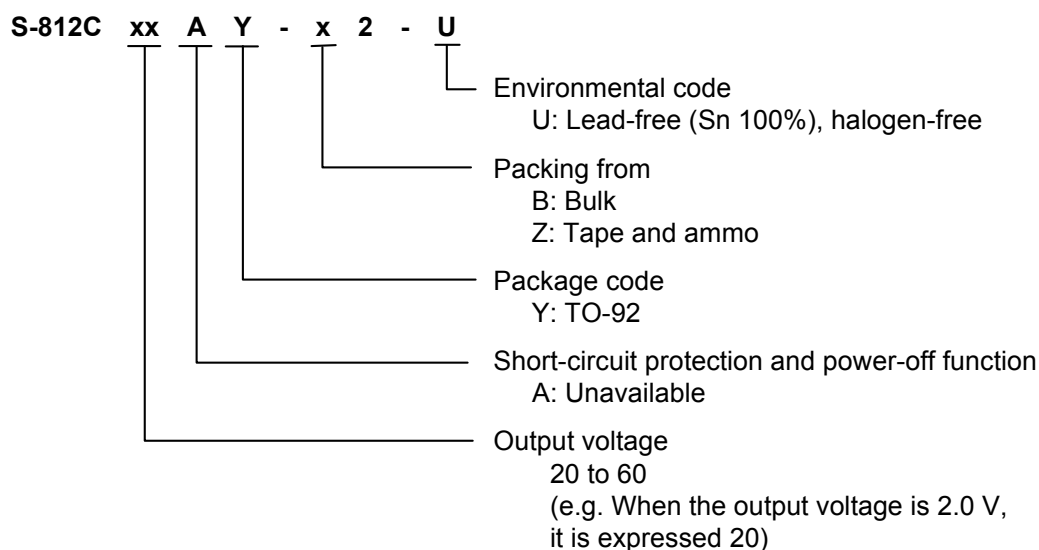 S-812C xx A Y - x 2 - U
Environmental code
U: Lead-free (Sn 100%), halogen-free
Packing from
B: Bulk
Z: Tape and ammo
Package code
Y: TO-92
Short-circuit protection and power-off function
A: Unavailable
Output voltage
20 to 60
(e.g. When the output voltage is 2.0 V,
it is expressed 20)